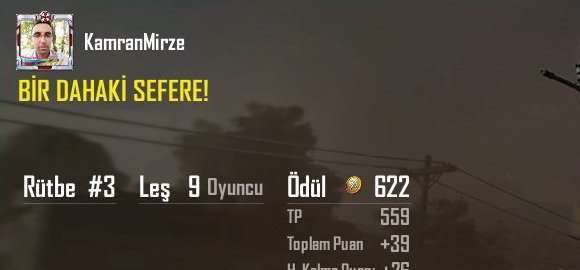 KamranMirze
BİR DAHAKİ SEFERE!
Rütbe #3 Leş 9 Oyuncu Ödül 622
TP 559
Toplam Puan +39